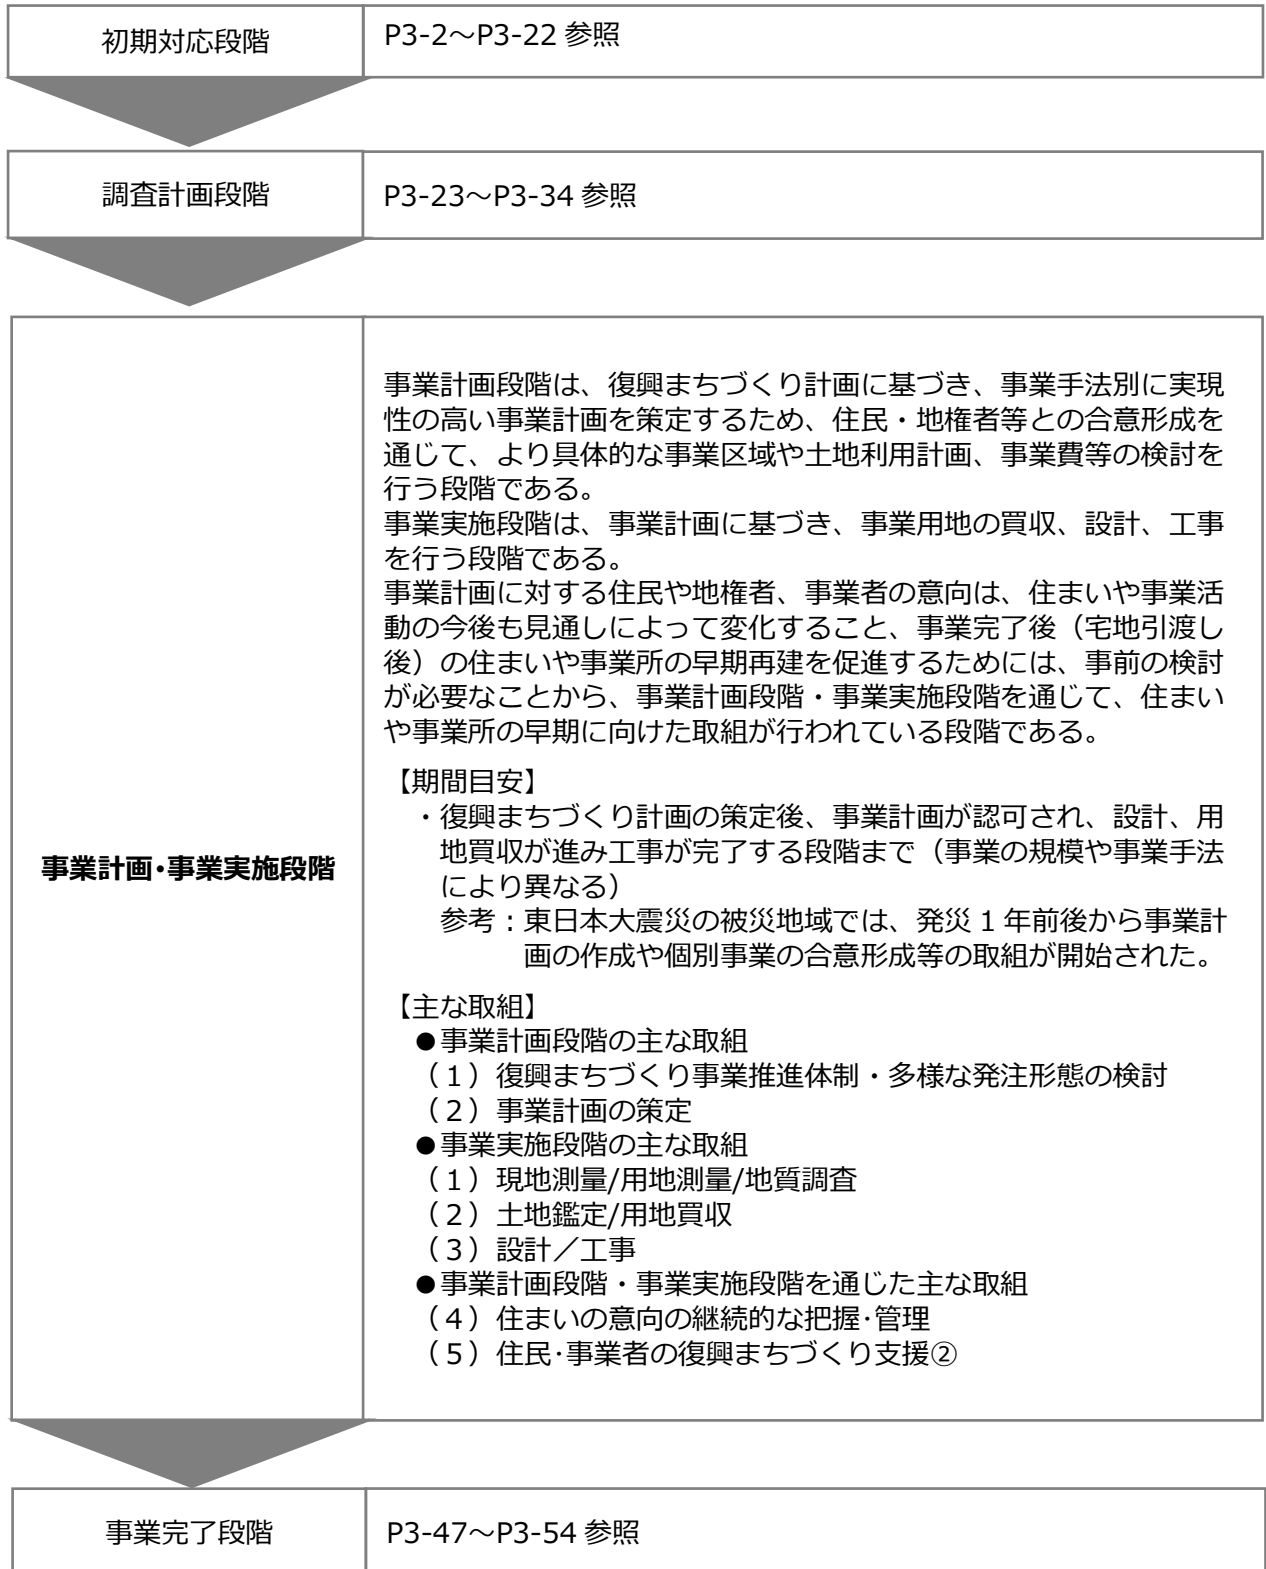 初期対応段階
P3-2～P3-22 参照
調査計画段階
P3-23～P3-34 参照
事業計画･事業実施段階
事業計画段階は、復興まちづくり計画に基づき、事業手法別に実現
性の高い事業計画を策定するため、住民・地権者等との合意形成を
通じて、より具体的な事業区域や土地利用計画、事業費等の検討を
行う段階である。
事業実施段階は、事業計画に基づき、事業用地の買収、設計、工事
を行う段階である。
事業計画に対する住民や地権者、事業者の意向は、住まいや事業活
動の今後も見通しによって変化すること、事業完了後（宅地引渡し
後）の住まいや事業所の早期再建を促進するためには、事前の検討
が必要なことから、事業計画段階・事業実施段階を通じて、住まい
や事業所の早期に向けた取組が行われている段階である。
【期間目安】
・復興まちづくり計画の策定後、事業計画が認可され、設計、用
地買収が進み工事が完了する段階まで（事業の規模や事業手法
により異なる）
参考：東日本大震災の被災地域では、発災 1 年前後から事業計
画の作成や個別事業の合意形成等の取組が開始された。
【主な取組】
●事業計画段階の主な取組
（１）復興まちづくり事業推進体制・多様な発注形態の検討
（２）事業計画の策定
●事業実施段階の主な取組
（１）現地測量/用地測量/地質調査
（２）土地鑑定/用地買収
（３）設計／工事
●事業計画段階・事業実施段階を通じた主な取組
（４）住まいの意向の継続的な把握･管理
（５）住民･事業者の復興まちづくり支援②
事業完了段階
P3-47～P3-54 参照